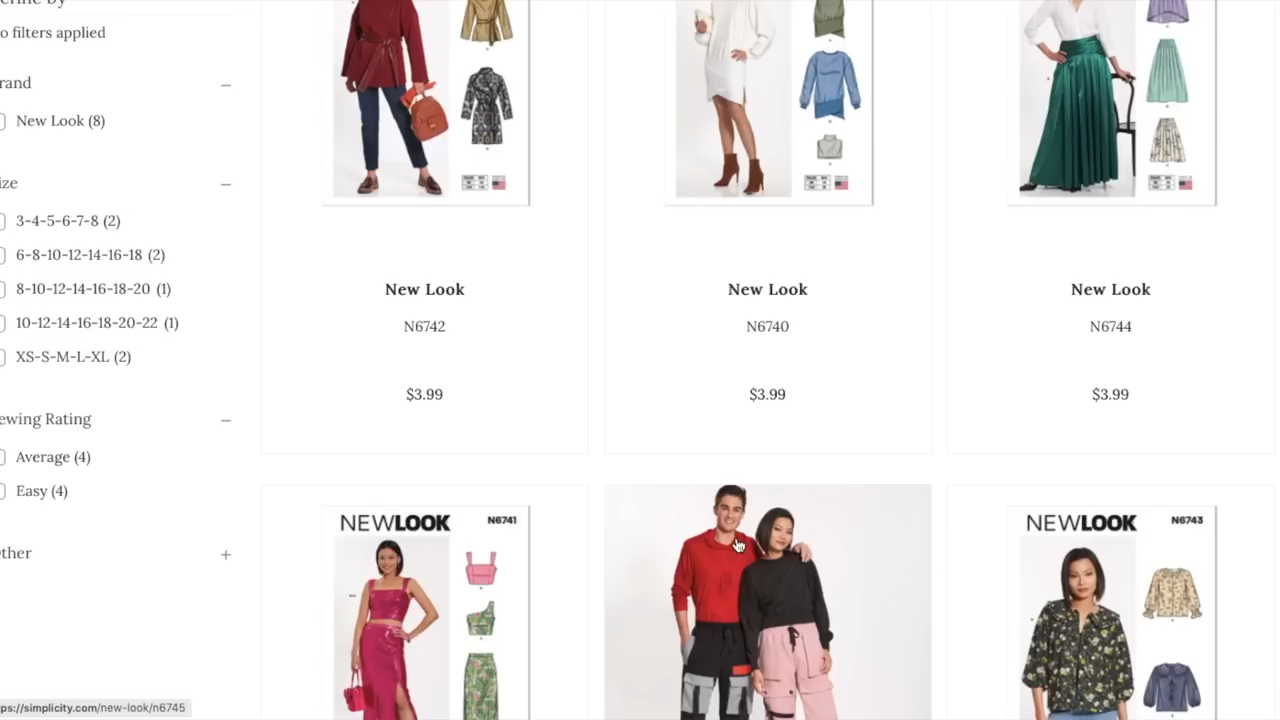 efine by
o filters applied
rand
New Look (8)
ize
3-4-5-6-7-8 (2)
6-8-10-12-14-16-18 (2)
8-10-12-14-16-18-20 (1)
10-12-14-16-18-20-22 (1)
XS-S-M-L-XL (2)
ewing Rating
Average (4)
Easy (4)
ther
New Look
N6742
$3.99
New Look
N6740
$3.99
New Look
N6744
$3.99
NEWLOOK N6741
NEWLOOK N6743
ps://simplicity.com/new-look/n6745